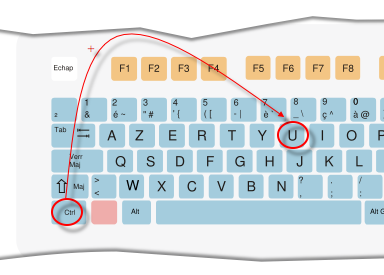 Echap F1 F2 F3 F4 F5 F6 F7 F8
1 2 3 4 5 6 7 8 9 0
² & é ~ " # ' { ( [ - | è ` _ \ ç ^ à @
Tab A Z E R T Y U I O
Verr
Maj Q S D F G H J K L
Maj > < W X C V B N ? , . ; / :
Ctrl Alt Alt G